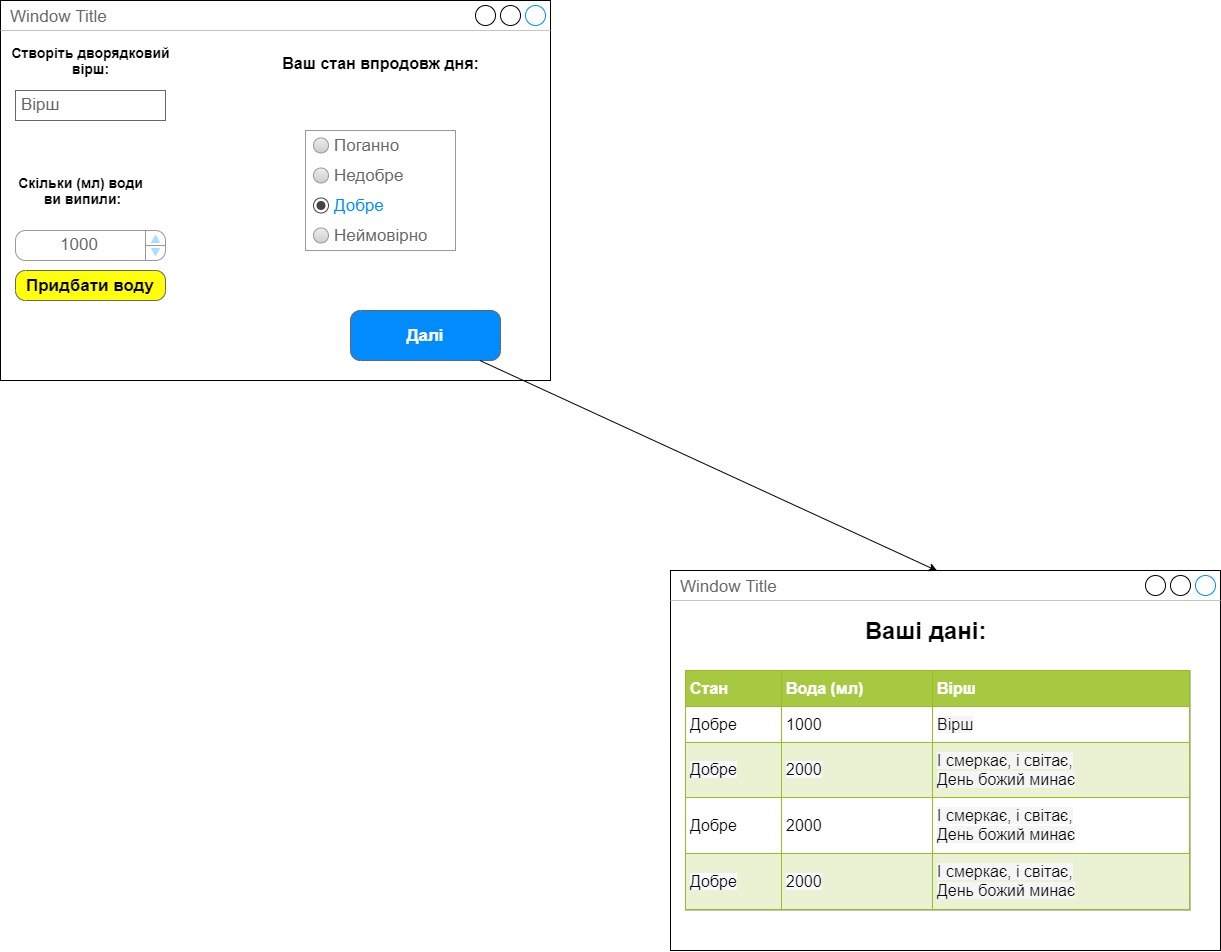 Window Title
Створіть дворядковий
вірш:
Вірш
Скільки (мл) води
ви випили:
1000
Придбати воду
Ваш стан впродовж дня:
Поганно
Недобре
Добре
Неймовірно
Далі
Window Title
Ваші дані:
Стан Вода (мл) Вірш
Добре 1000 Вірш
Добре 2000 І смеркає, і світає,
День божий минає
Добре 2000 І смеркає, і світає,
День божий минає
Добре 2000 І смеркає, і світає,
День божий минає